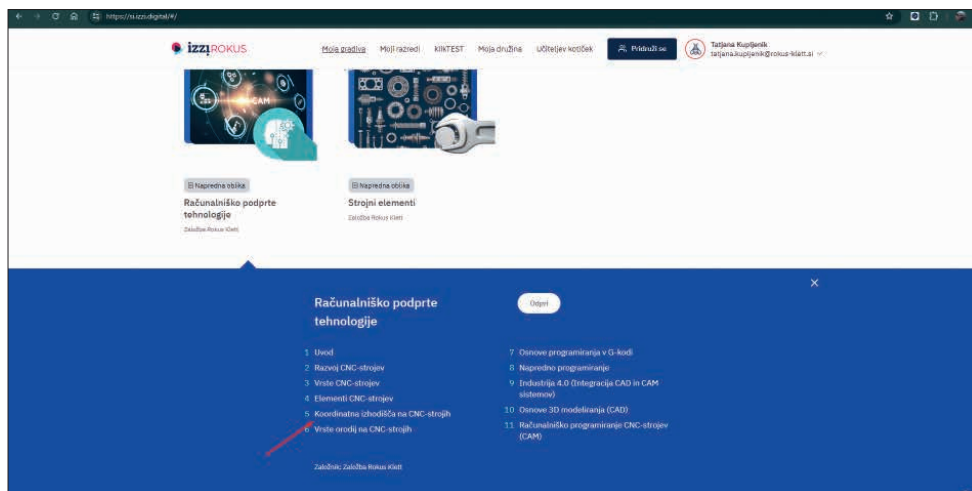 https://si.izzi.digital/#/
izzi ROKUS
Moja gradiva
Moji razredi
klikTEST
Moja družina
Učiteljev kotiček
Pridruži se
Tatjana Kupljenik
tatjana.kupljenik@rokus-klett.si
CAM
Napredna oblika
Računalniško podprte
tehnologije
Založba Rokus Klett
Napredna oblika
Strojni elementi
Založba Rokus Klett
Računalniško podprte
tehnologije
Odpri
1 Uvod
2 Razvoj CNC-strojev
3 Vrste CNC-strojev
4 Elementi CNC-strojev
5 Koordinatna izhodišča na CNC-strojih
6 Vrste orodij na CNC-strojih
7 Osnove programiranja v G-kodi
8 Napredno programiranje
9 Industrija 4.0 (Integracija CAD in CAM
sistemov)
10 Osnove 3D modeliranja (CAD)
11 Računalniško programiranje CNC-strojev
(CAM)
Založnik: Založba Rokus Klett